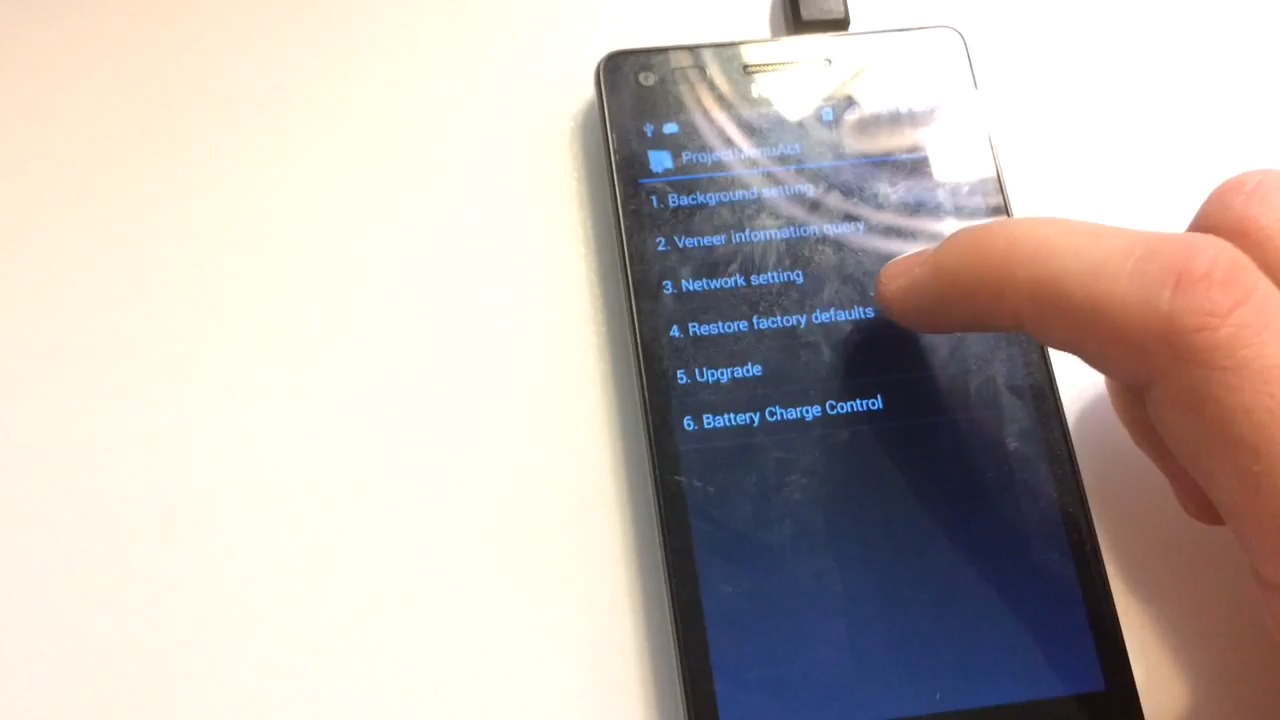 ProjectMenuAct
1. Background setting
2. Veneer information query
3. Network setting
4. Restore factory defaults
5. Upgrade
6. Battery Charge Control